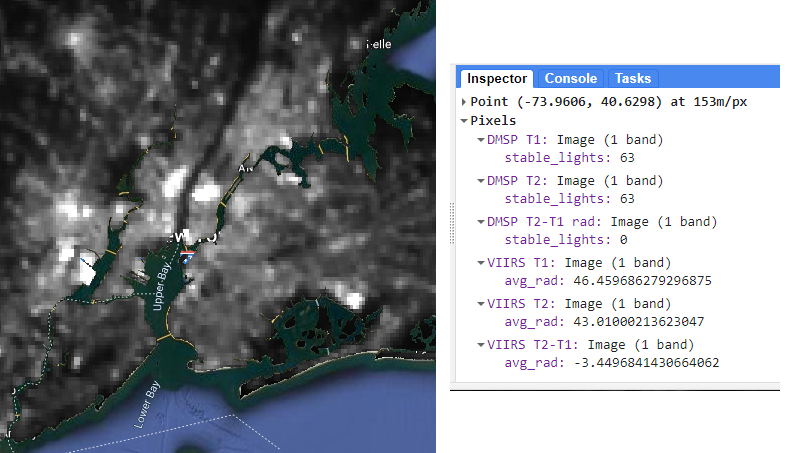 Upper Bay
Lower Bay
Inspector Console Tasks
Point (-73.9606, 40.6298) at 153m/px
Pixels
DMSP T1: Image (1 band)
stable_lights: 63
DMSP T2: Image (1 band)
stable_lights: 63
DMSP T2-T1 rad: Image (1 band)
stable_lights: 0
VIIRS T1: Image (1 band)
avg_rad: 46.459686279296875
VIIRS T2: Image (1 band)
avg_rad: 43.01000213623047
VIIRS T2-T1: Image (1 band)
avg_rad: -3.4496841430664062